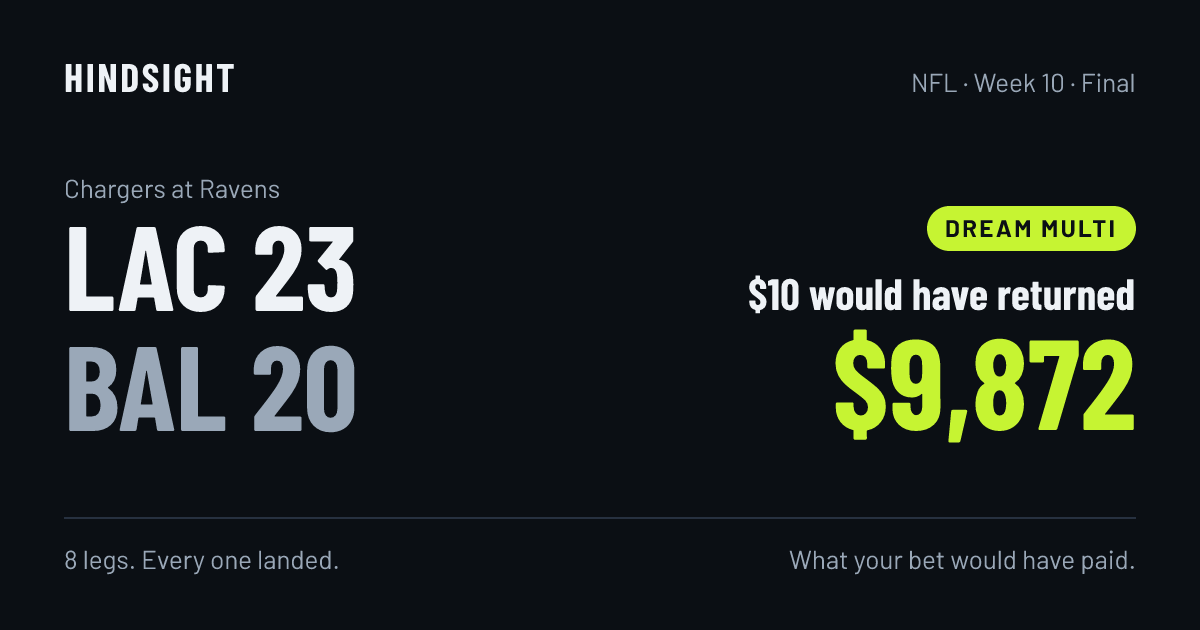 HINDSIGHT
NFL · Week 10 · Final
Chargers at Ravens
LAC 23
BAL 20
DREAM MULTI
$10 would have returned
$9,872
8 legs. Every one landed.
What your bet would have paid.